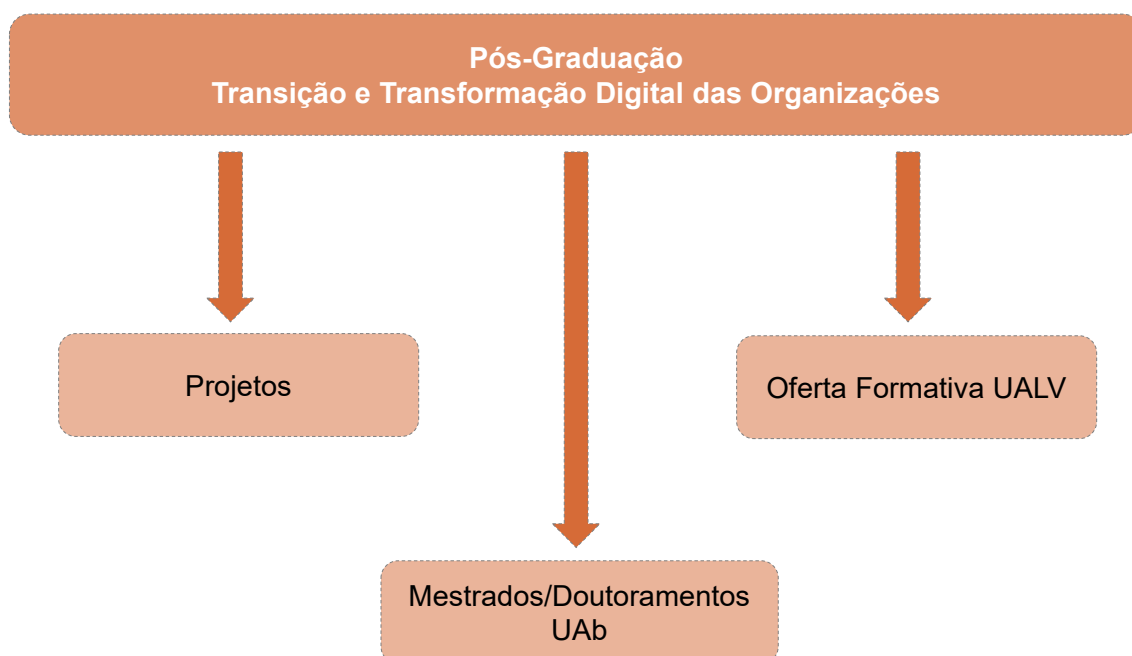 Pós-Graduação
Transição e Transformação Digital das Organizações
Projetos
Oferta Formativa UALV
Mestrados/Doutoramentos
UAb